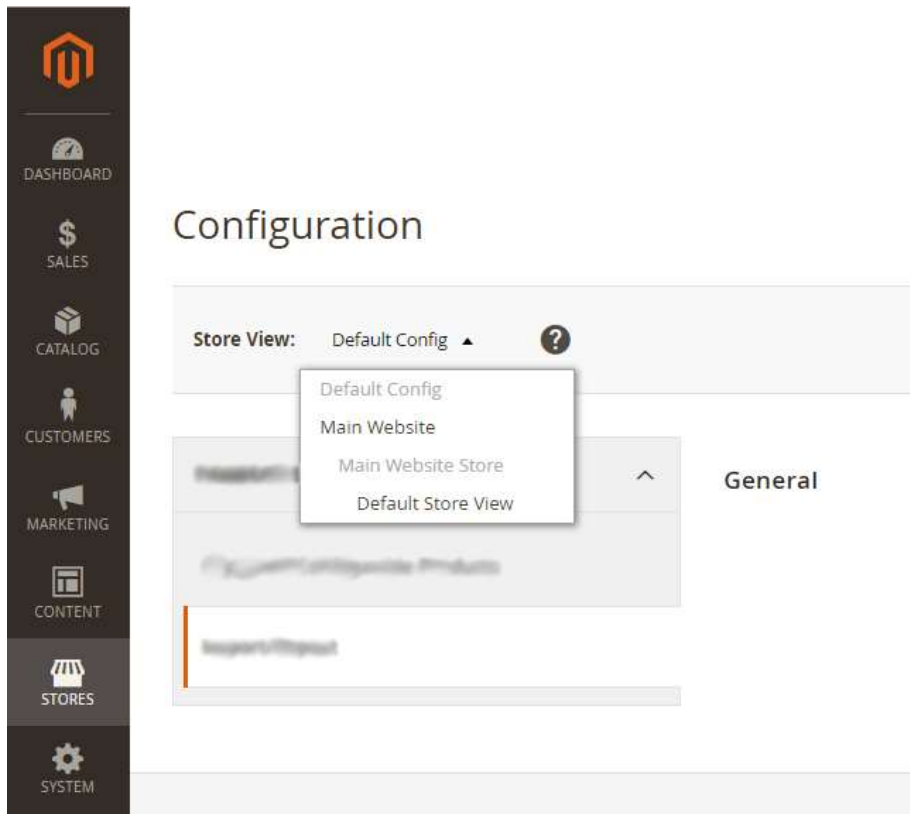 DASHBOARD
SALES
CATALOG
CUSTOMERS
MARKETING
CONTENT
STORES
SYSTEM
Configuration
Store View: Default Config
Default Config
Main Website
Main Website Store
Default Store View
General